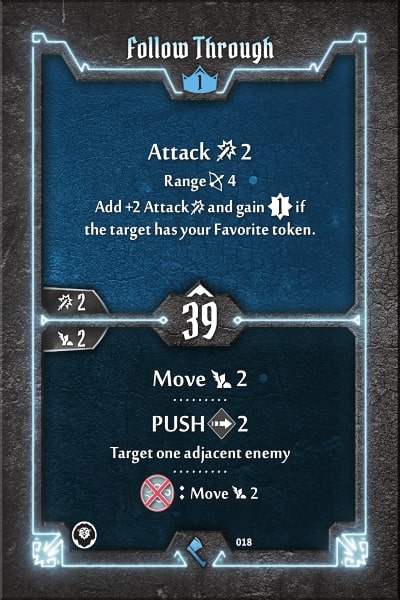 Follow Through
1
Attack 2
Range 4
Add +2 Attack and gain 1 if
the target has your Favorite token.
2
39
2
Move 2
PUSH 2
Target one adjacent enemy
: Move 2
018